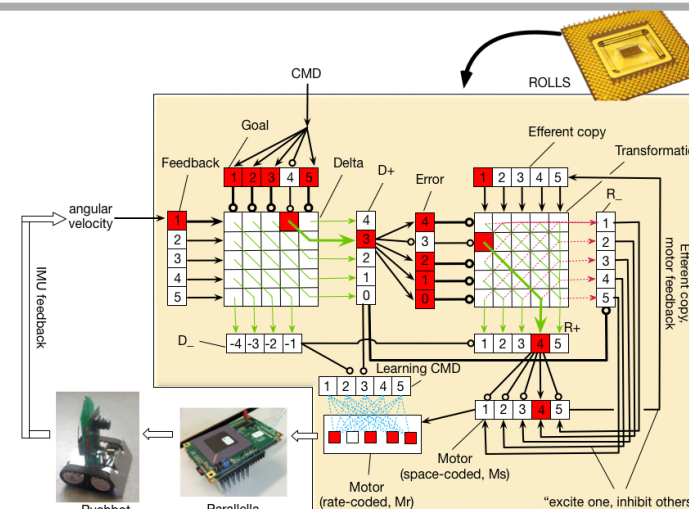 CMD
ROLLS
Goal
Efferent copy
Feedback
Delta
D+
Error
R_
1 2 3 4 5
1 2 3 4 5
angular
velocity
1
2
3
4
5
4
3
2
1
0
4
3
2
1
0
1
2
3
4
5
IMU feedback
Efferent copy,
motor feedback
D_
-4 -3 -2 -1
R+
1 2 3 4 5
Learning CMD
1 2 3 4 5
1 2 3 4 5
Motor
(space-coded, Ms)
Motor
(rate-coded, Mr)
"excite one, inhibit others